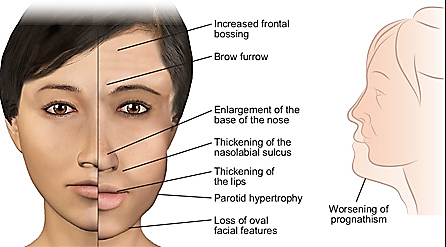 Increased frontal
bossing
Brow furrow
Enlargement of the
base of the nose
Thickening of the
nasolabial sulcus
Thickening of
the lips
Parotid hypertrophy
Loss of oval
facial features
Worsening of
prognathism